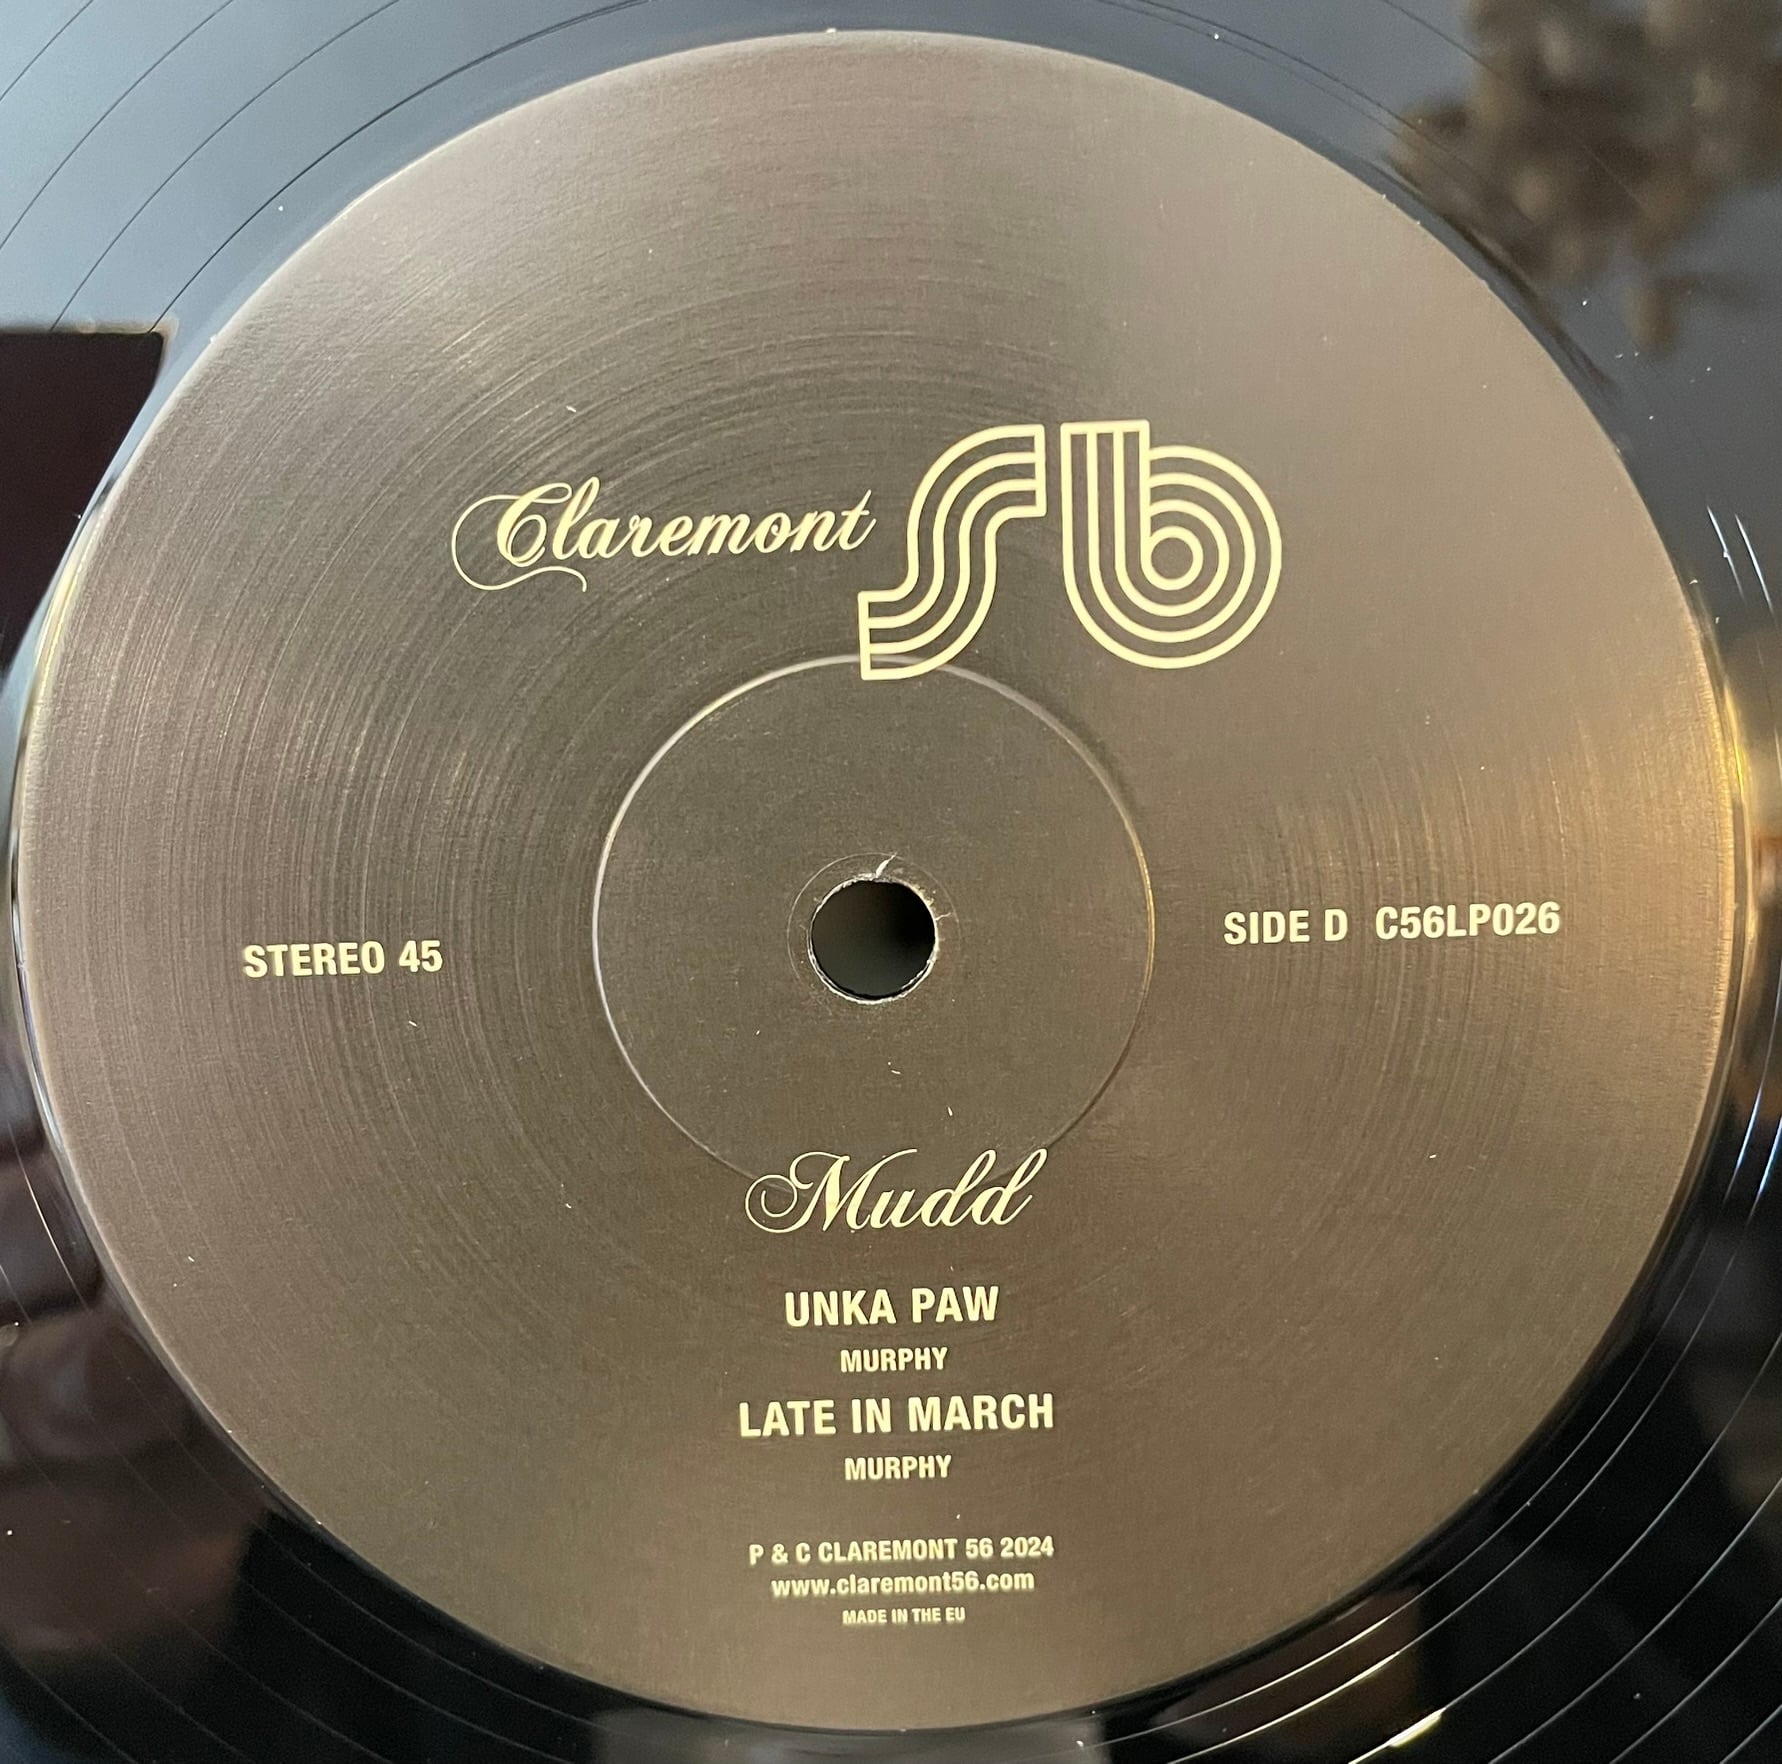 Claremont 56
STEREO 45
SIDE D C56LP026
Mudd
UNKA PAW
MURPHY
LATE IN MARCH
MURPHY
P & C CLAREMONT 56 2024
www.claremont56.com
MADE IN THE EU